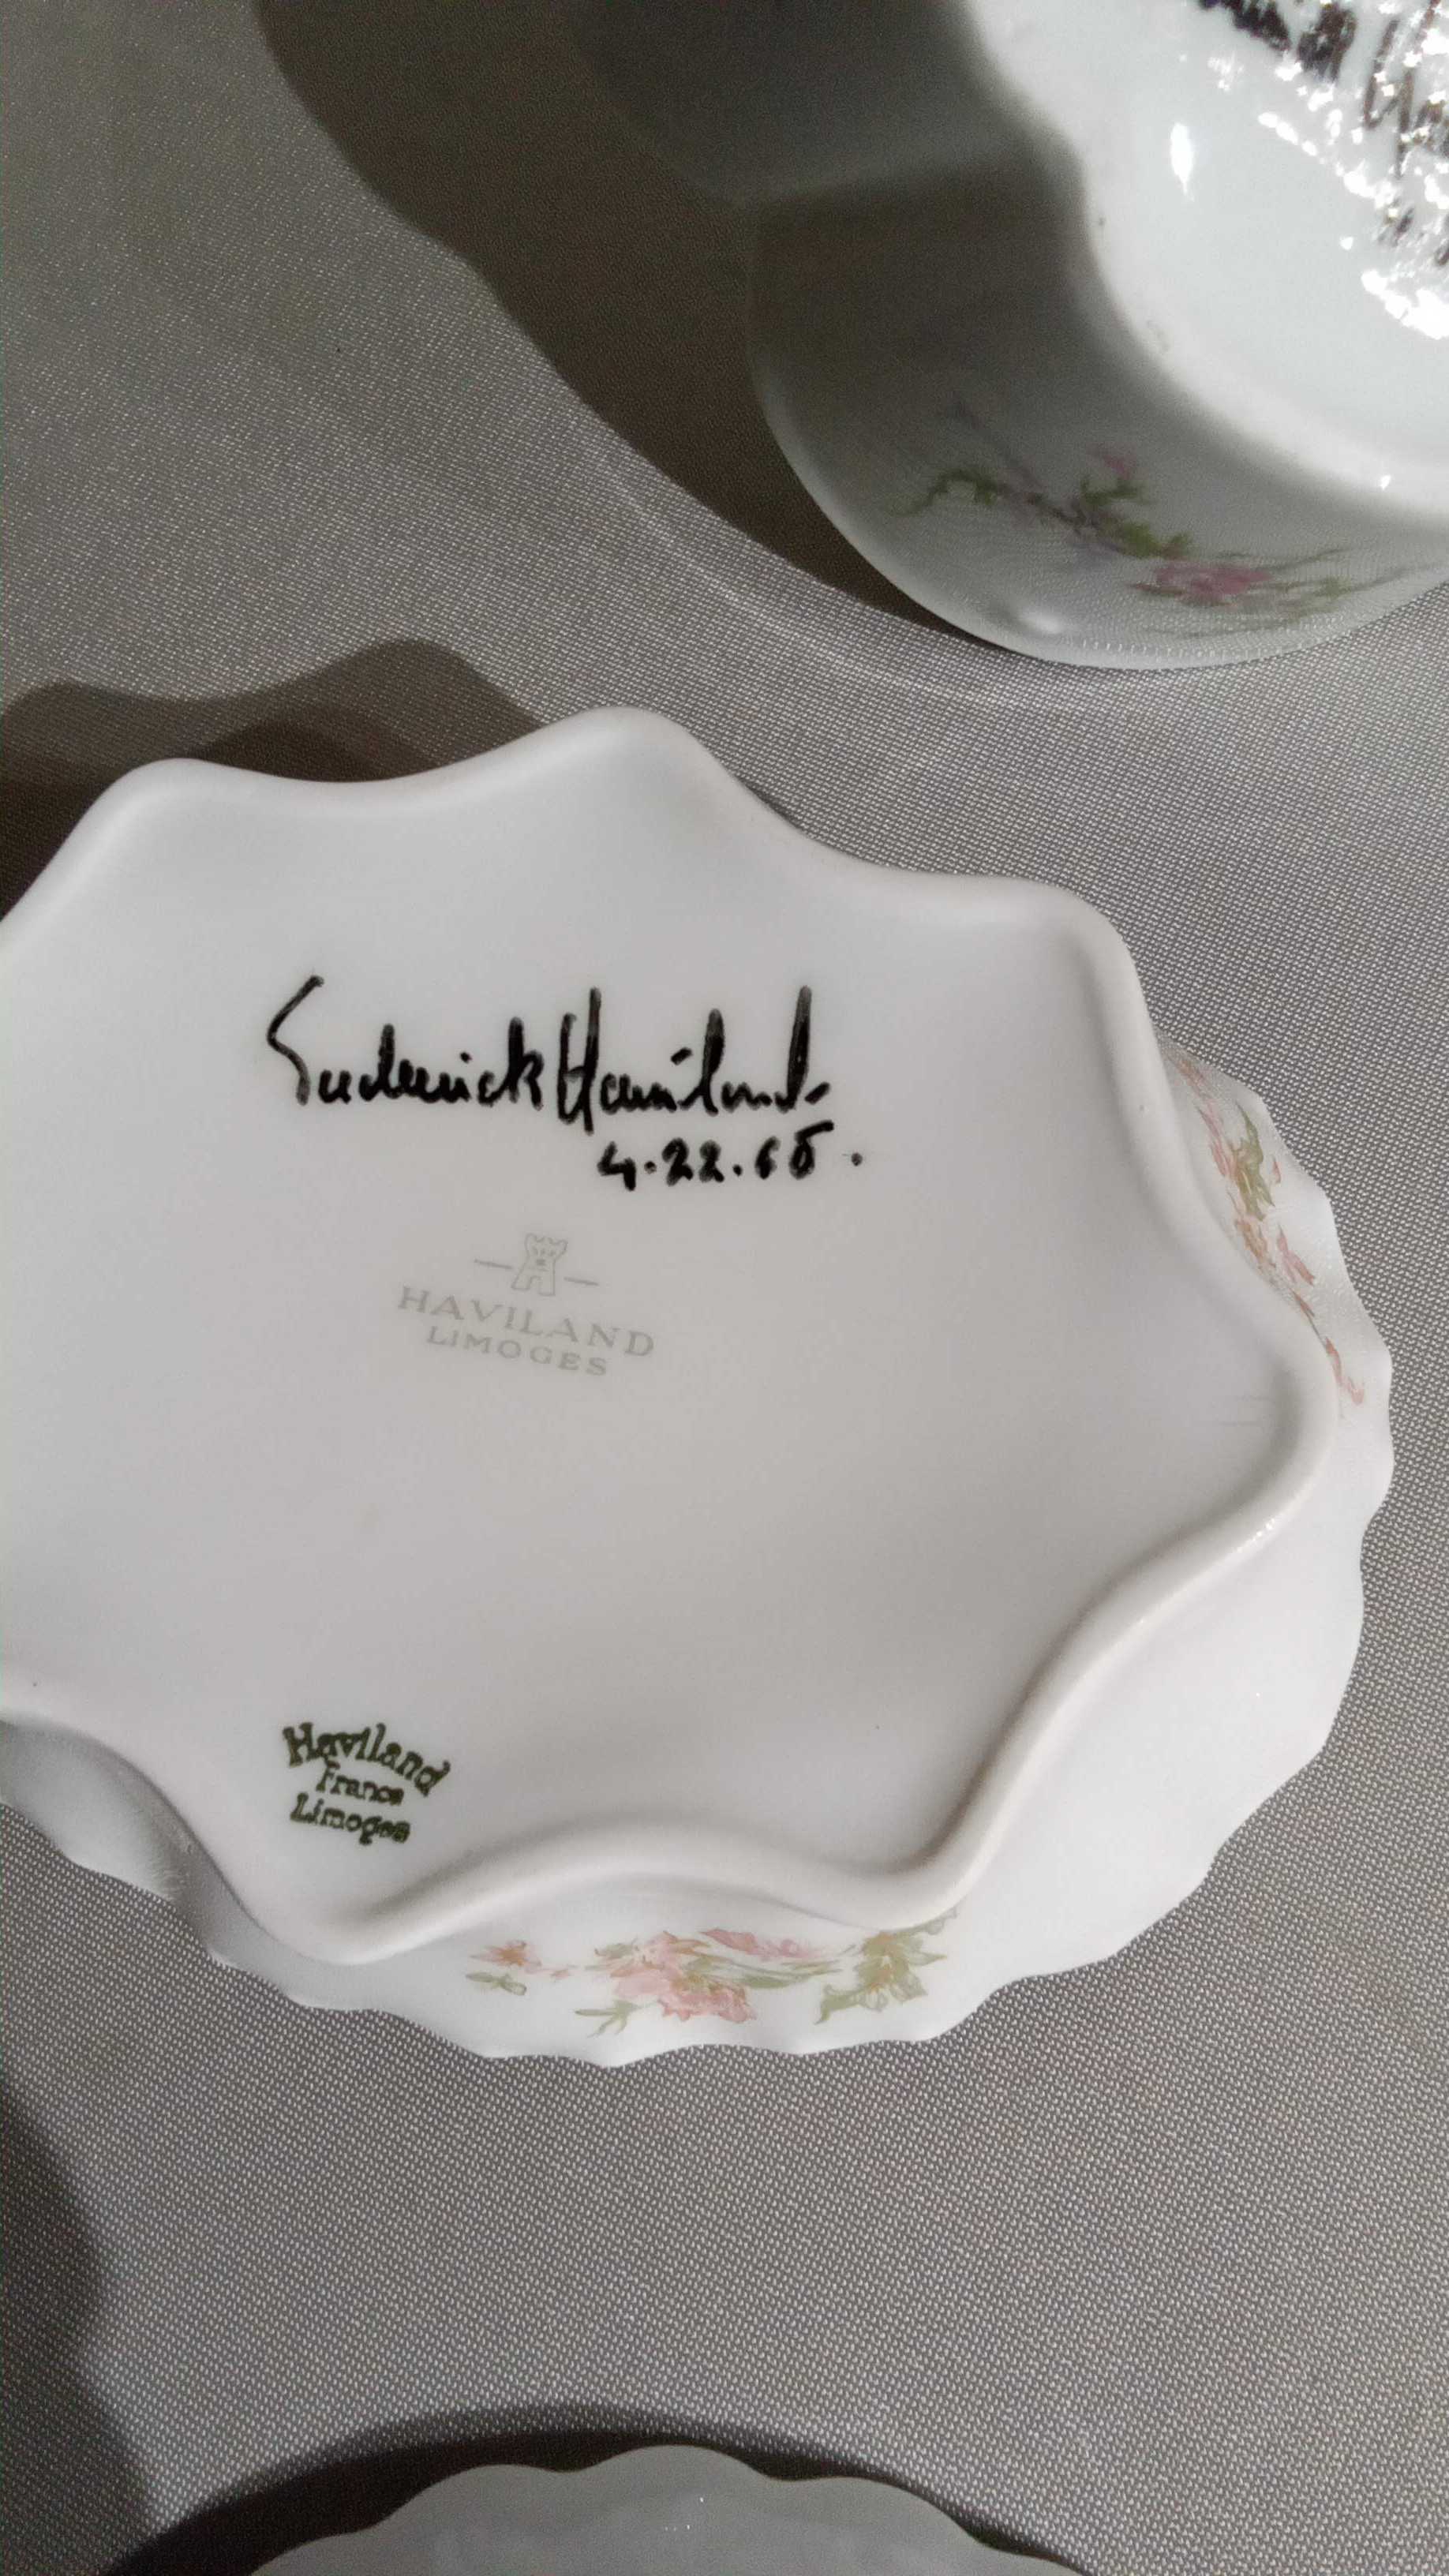 Frederick Haviland
4.22.65.
HAVILAND
LIMOGES
Haviland
France
Limoges